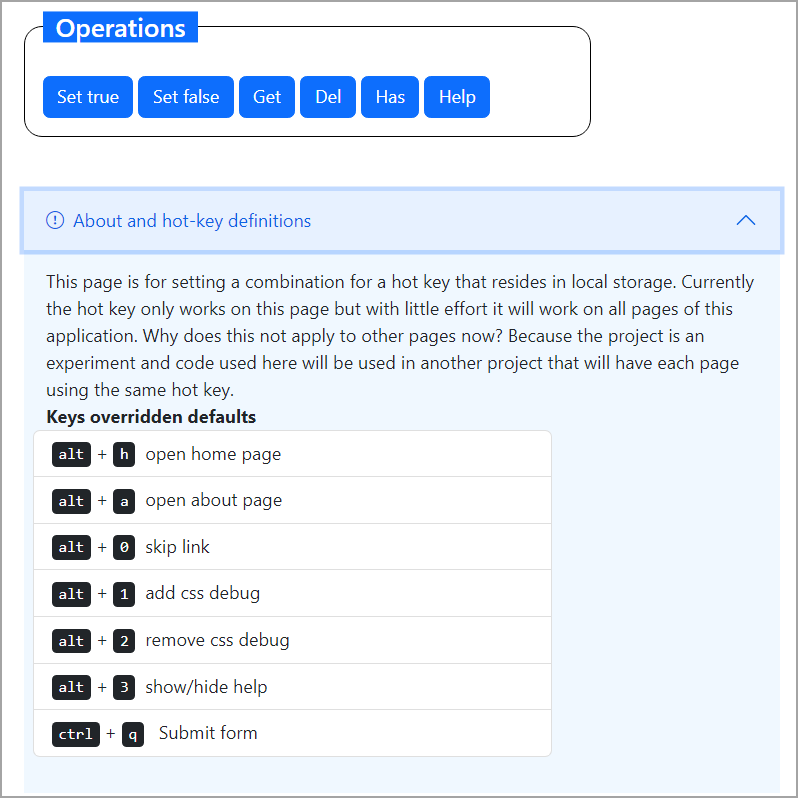 Operations
Set true Set false Get Del Has Help
About and hot-key definitions
This page is for setting a combination for a hot key that resides in local storage. Currently
the hot key only works on this page but with little effort it will work on all pages of this
application. Why does this not apply to other pages now? Because the project is an
experiment and code used here will be used in another project that will have each page
using the same hot key.
Keys overridden defaults
alt + h open home page
alt + a open about page
alt + 0 skip link
alt + 1 add css debug
alt + 2 remove css debug
alt + 3 show/hide help
ctrl + q Submit form